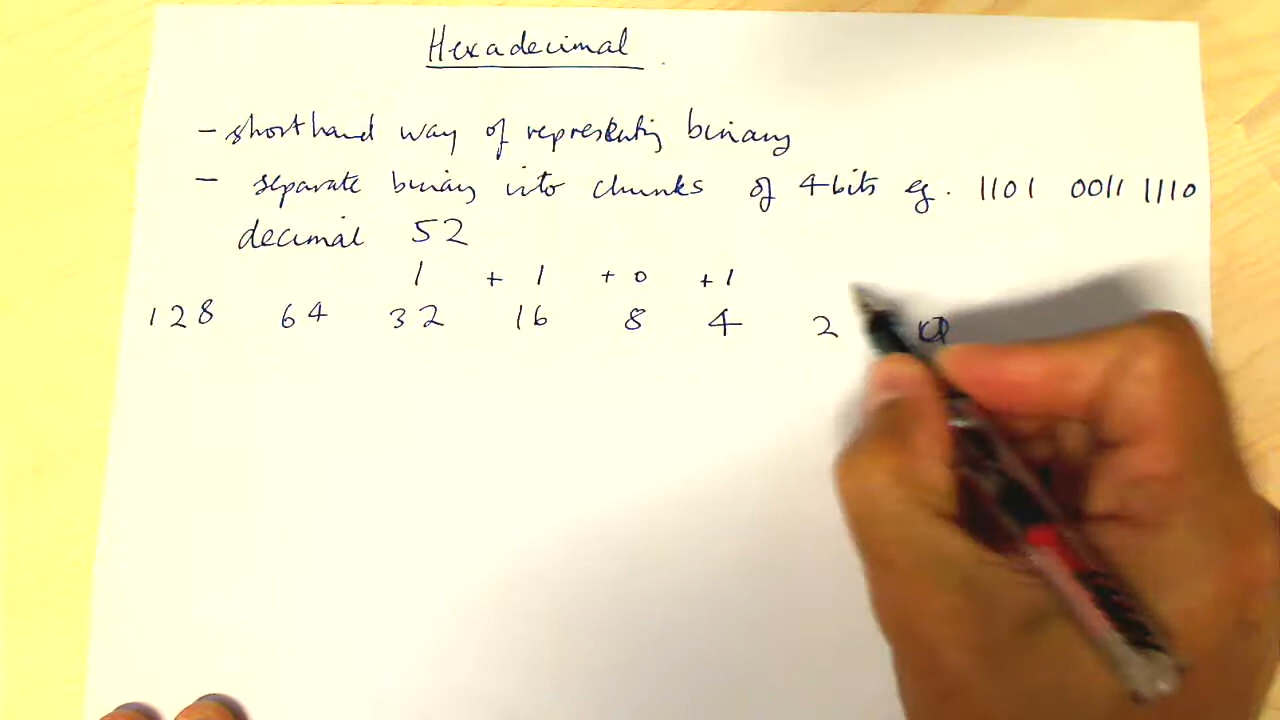 Hexadecimal
- shorthand way of representing binary
- separate binary into chunks of 4 bits eg. 1101 0011 1110
decimal 52
1 + 1 + 0 + 1
128 64 32 16 8 4 2